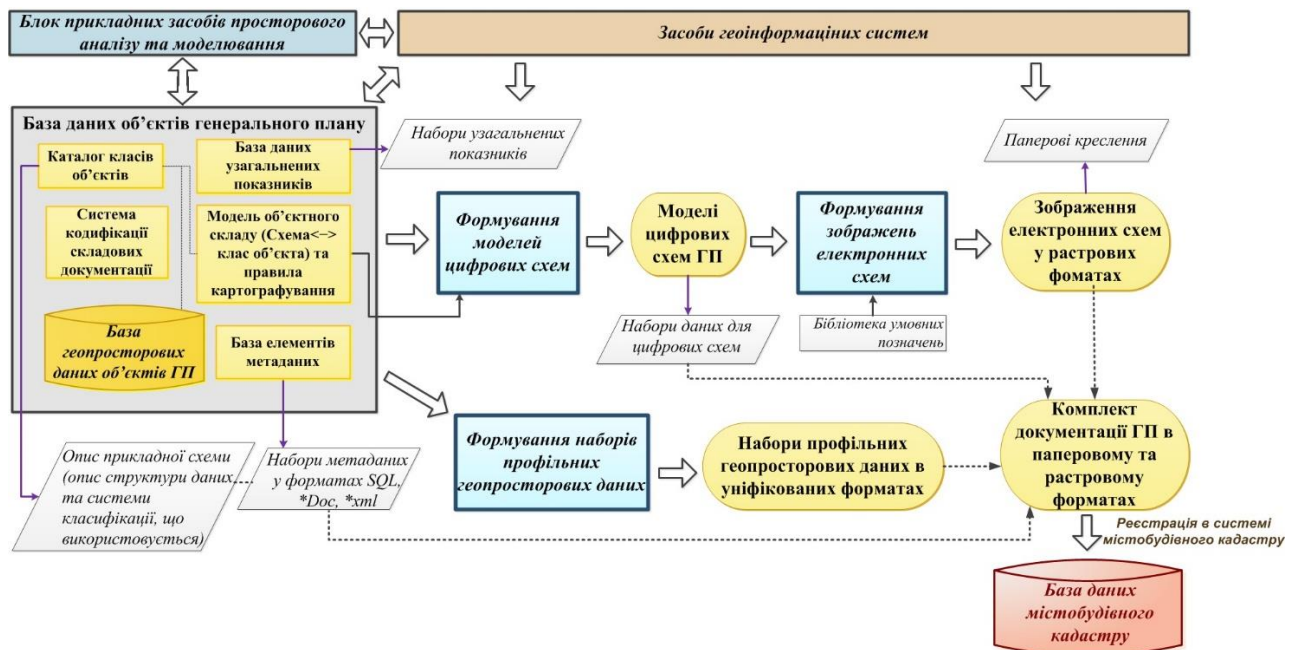 Блок прикладних засобів просторового
аналізу та моделювання
Засоби геоінформаціних систем
База даних об’єктів генерального плану
Каталог класів
об’єктів
База даних
узагальнених
показників
Система
кодифікації
складових
документації
Модель об’єктного
складу (Схема<–>
клас об’єкта) та
правила
картографування
База
геопросторових
даних об’єктів ГП
База елементів
метаданих
Набори узагальнених
показників
Паперові креслення
Формування
моделей
цифрових схем
Моделі
цифрових
схем ГП
Формування
зображень
електронних
схем
Зображення
електронних схем
у растрових
фоматах
Набори даних для
цифрових схем
Бібліотека умовних
позначень
Опис прикладної схеми
(опис структури даних
та системи
класифікації, що
використовується)
Набори метаданих
у форматах SQL,
*Doc, *xml
Формування наборів
профільних
геопросторових даних
Набори профільних
геопросторових даних в
уніфікованих форматах
Комплект
документації ГП в
паперовому та
растровому
форматах
Реєстрація в системі
містобудівного кадастру
База даних
містобудівного
кадастру